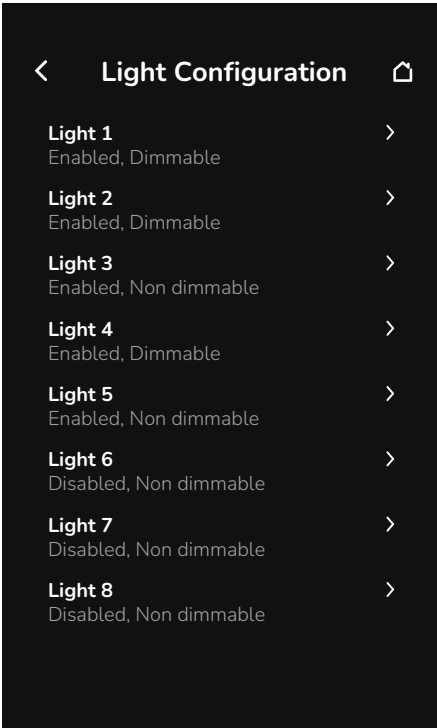 Light Configuration
Light 1
Enabled, Dimmable
Light 2
Enabled, Dimmable
Light 3
Enabled, Non dimmable
Light 4
Enabled, Dimmable
Light 5
Enabled, Non dimmable
Light 6
Disabled, Non dimmable
Light 7
Disabled, Non dimmable
Light 8
Disabled, Non dimmable